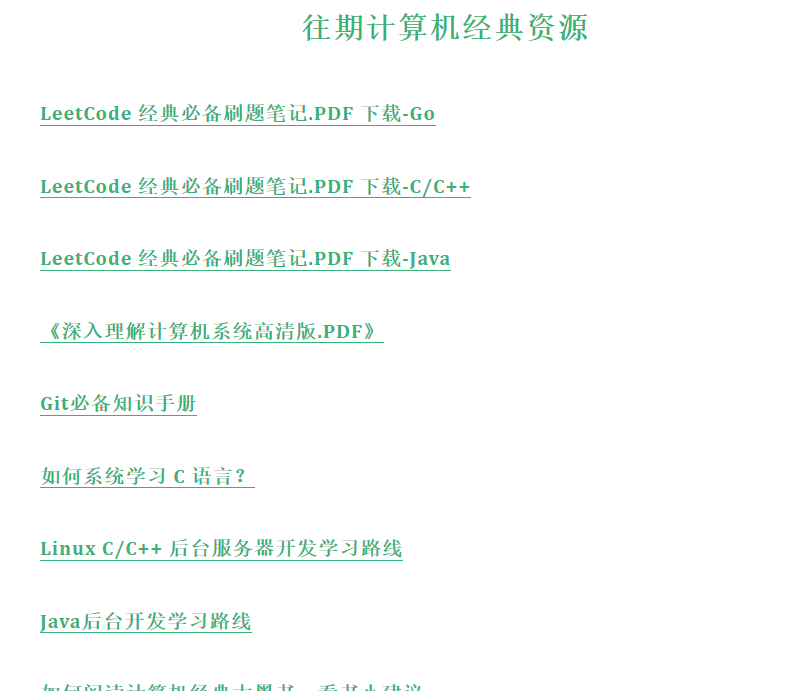 往期计算机经典资源
LeetCode 经典必备刷题笔记.PDF 下载-Go
LeetCode 经典必备刷题笔记.PDF 下载-C/C++
LeetCode 经典必备刷题笔记.PDF 下载-Java
《深入理解计算机系统高清版.PDF》
Git必备知识手册
如何系统学习 C 语言？
Linux C/C++ 后台服务器开发学习路线
Java后台开发学习路线